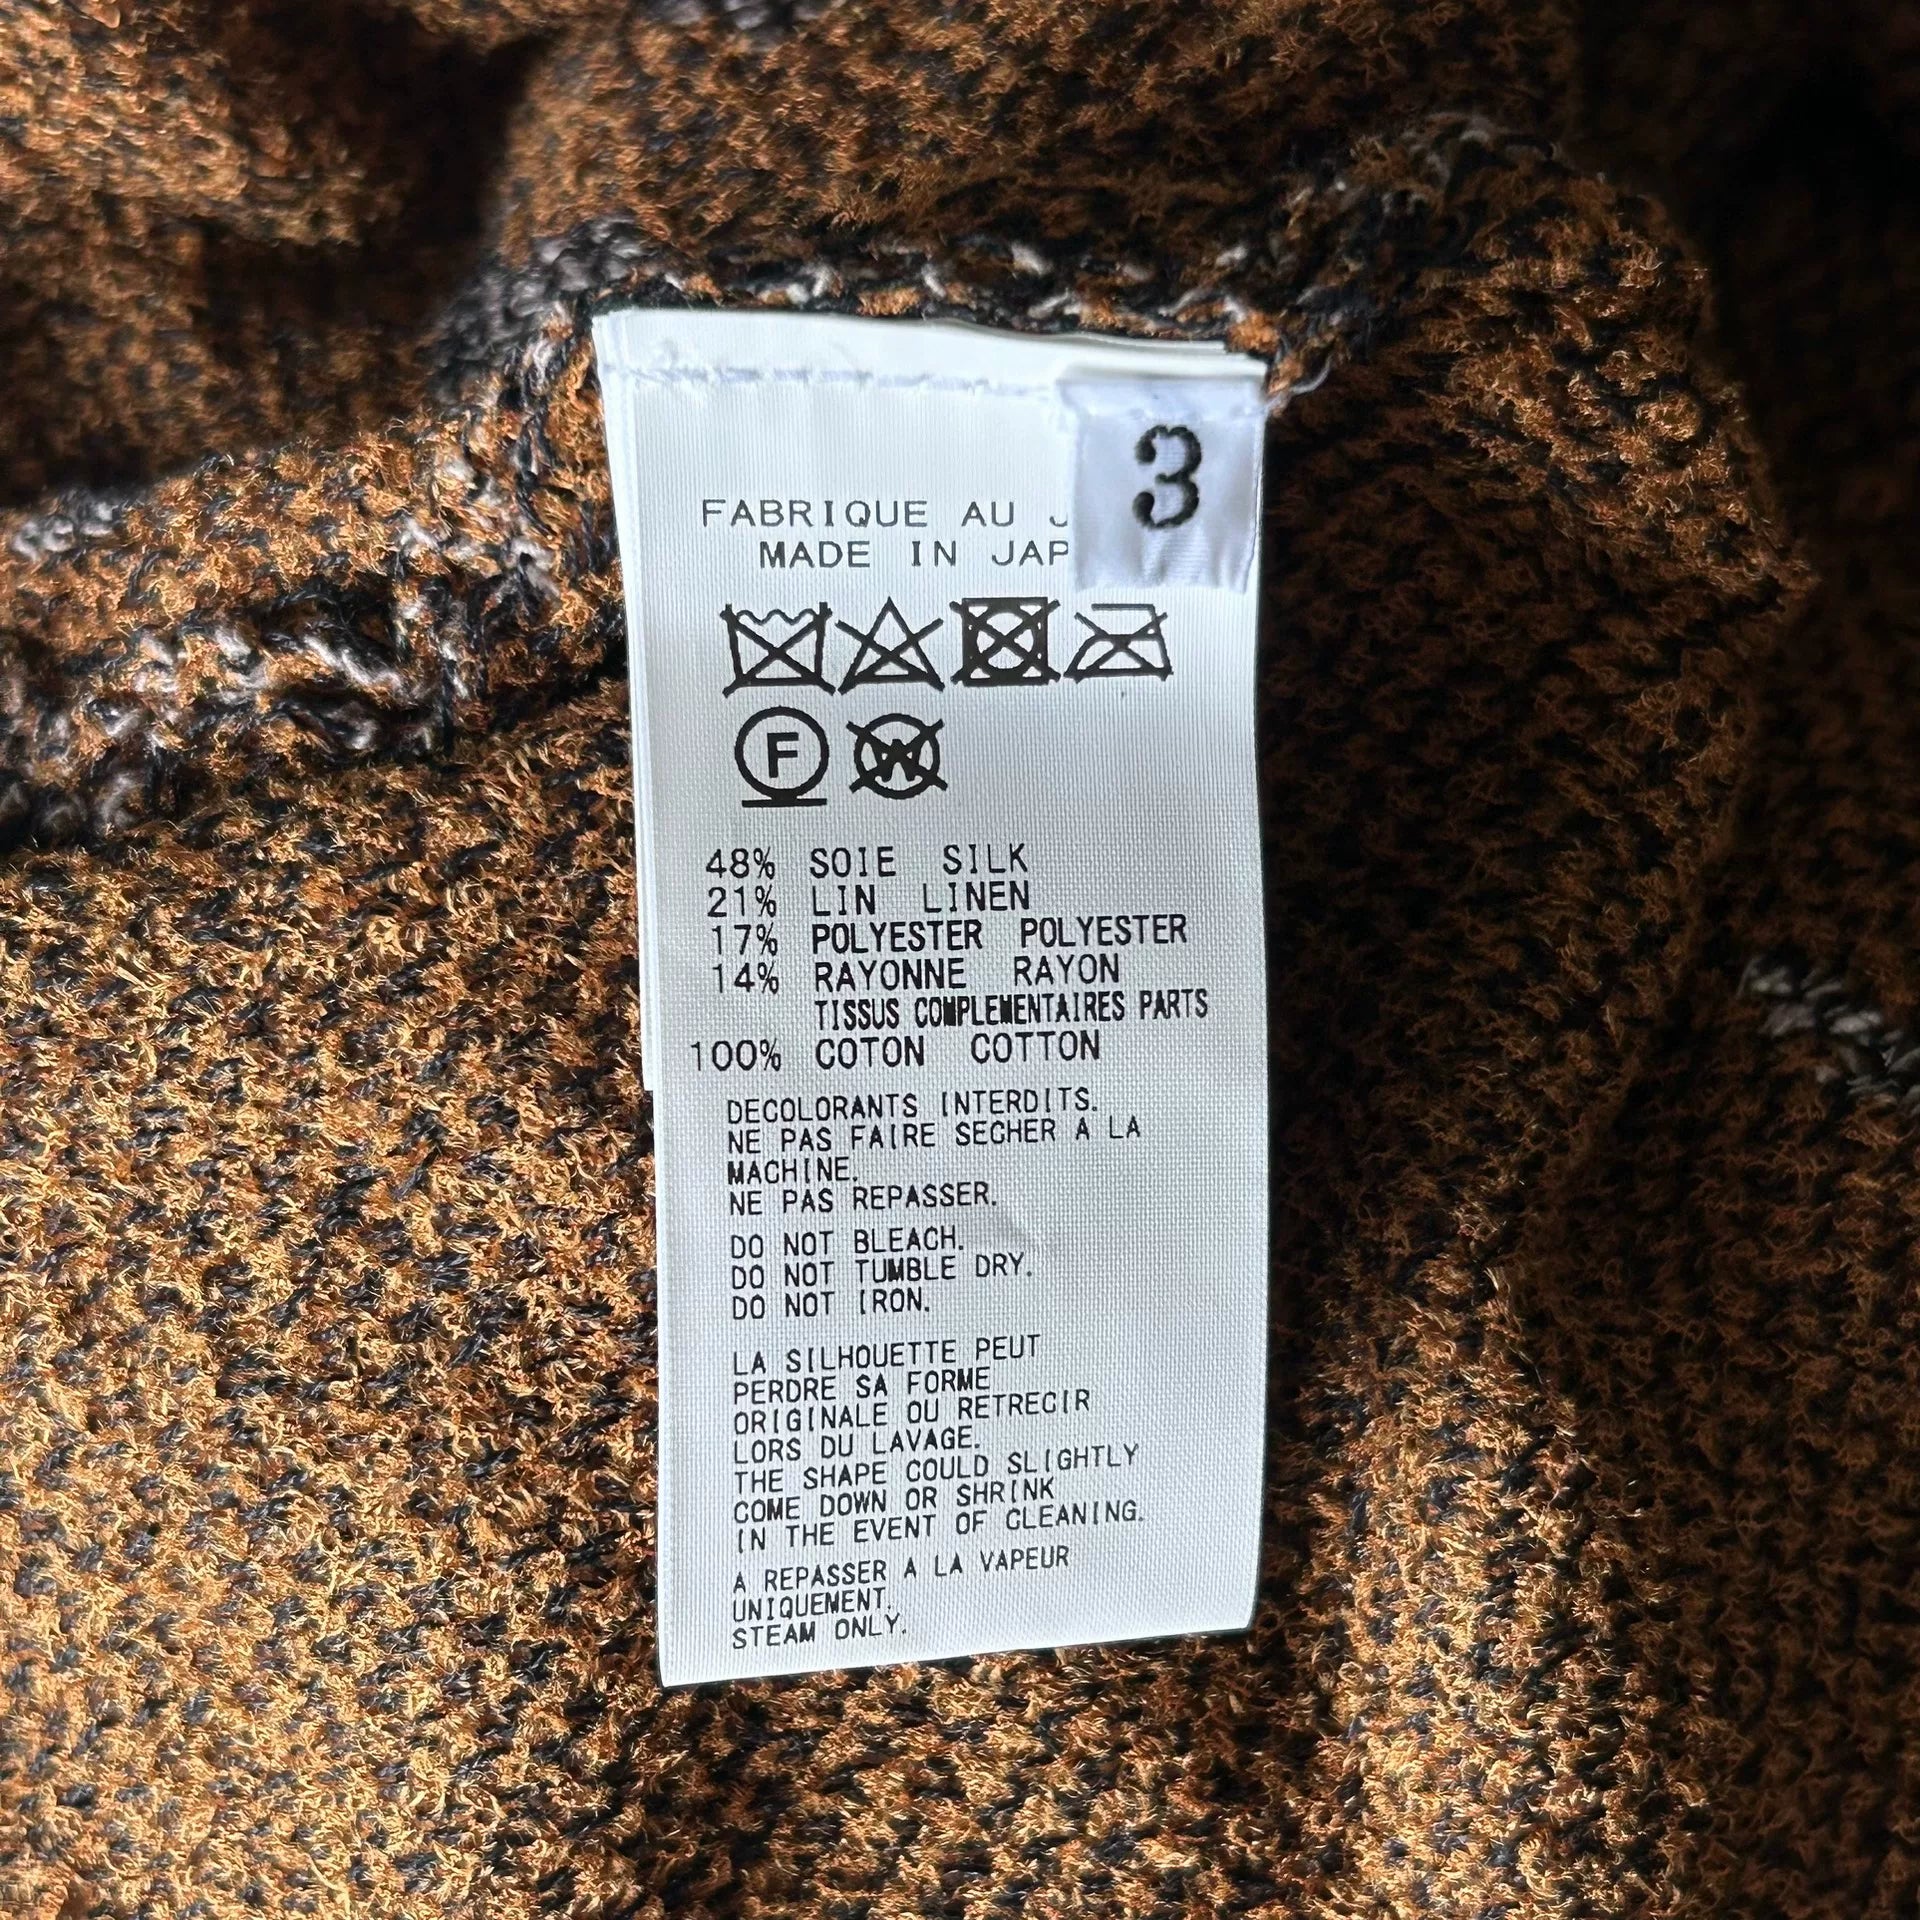 3
FABRIQUE AU J
MADE IN JAP
F W
48% SOIE SILK
21% LIN LINEN
17% POLYESTER POLYESTER
14% RAYONNE RAYON
TISSUS COMPLEMENTAIRES PARTS
100% COTON COTTON
DECOLORANTS INTERDITS.
NE PAS FAIRE SECHER A LA
MACHINE.
NE PAS REPASSER.
DO NOT BLEACH.
DO NOT TUMBLE DRY.
DO NOT IRON.
LA SILHOUETTE PEUT
PERDRE SA FORME
ORIGINALE OU RETRECIR
LORS DU LAVAGE.
THE SHAPE COULD SLIGHTLY
COME DOWN OR SHRINK
IN THE EVENT OF CLEANING.
A REPASSER A LA VAPEUR
UNIQUEMENT.
STEAM ONLY.